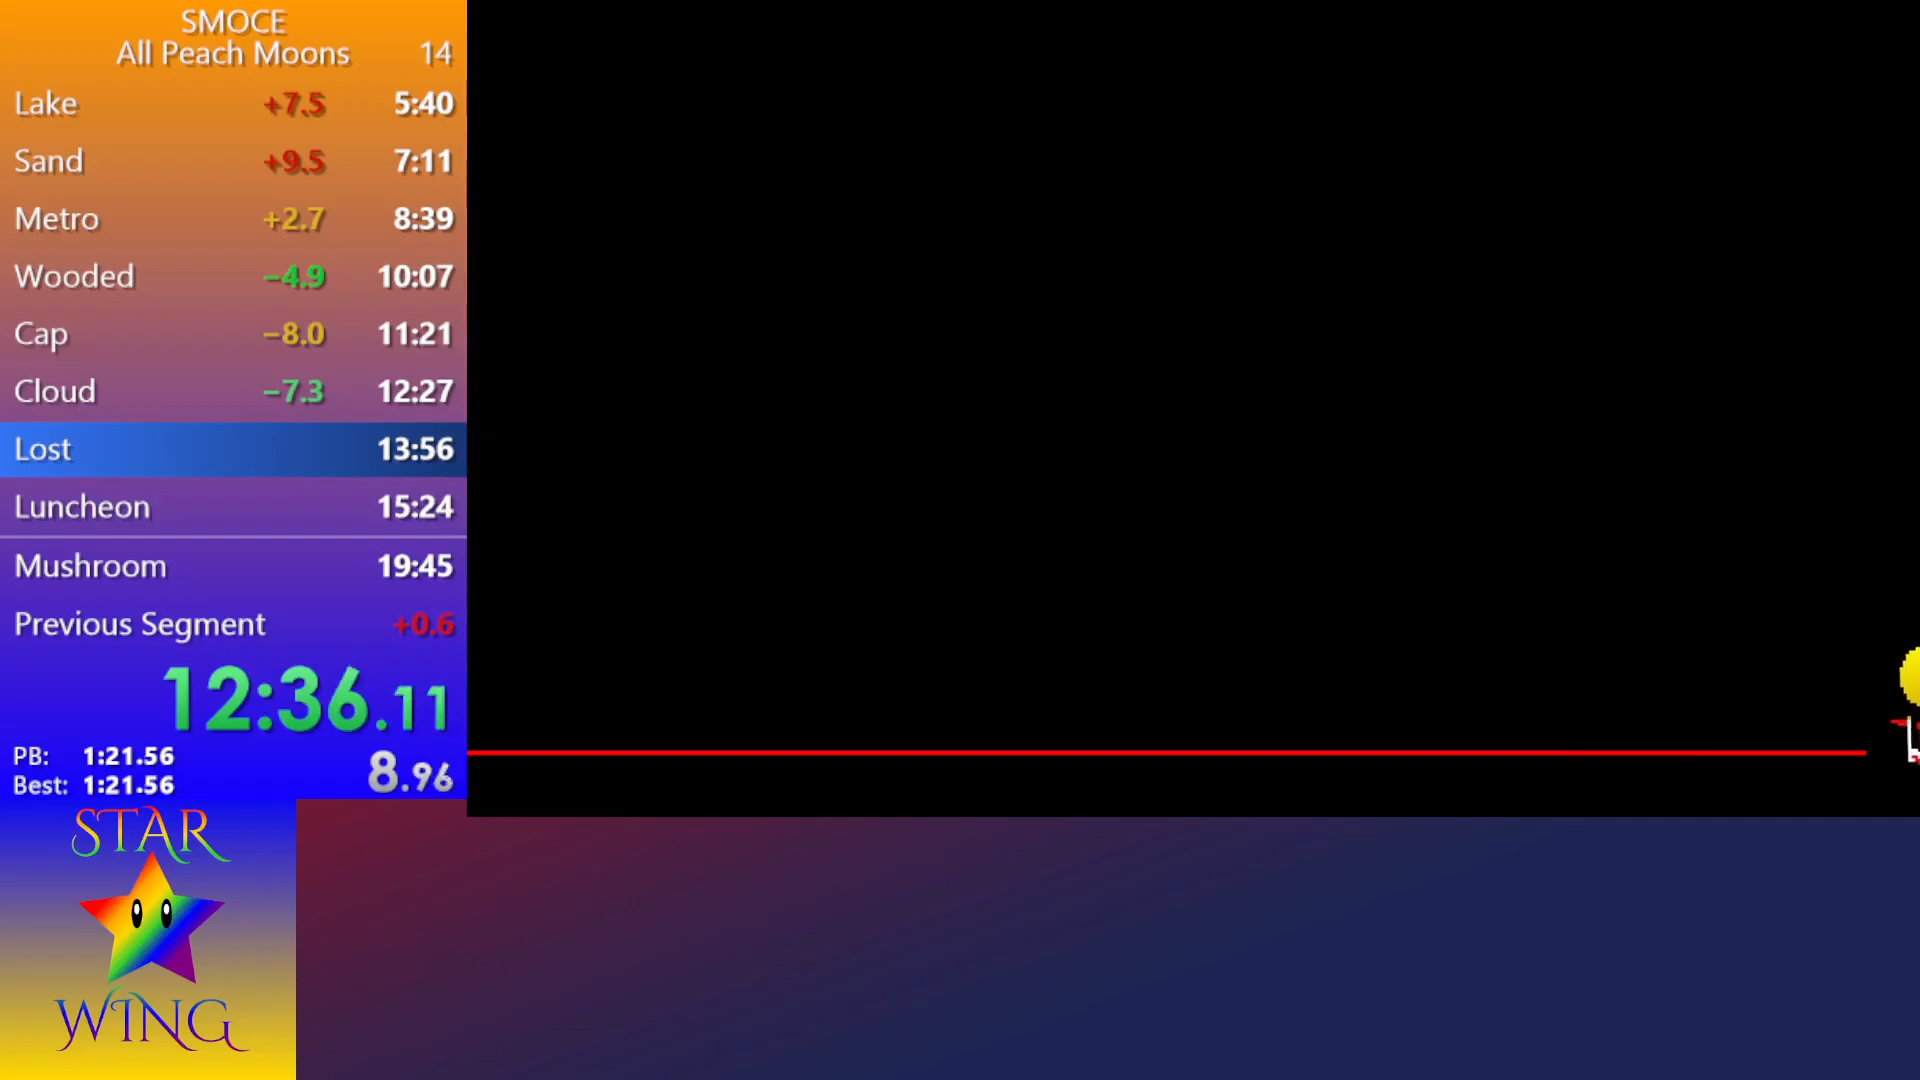 SMOCE
All Peach Moons 14
Lake +7.5 5:40
Sand +9.5 7:11
Metro +2.7 8:39
Wooded −4.9 10:07
Cap −8.0 11:21
Cloud −7.3 12:27
Lost 13:56
Luncheon 15:24
Mushroom 19:45
Previous Segment +0.6
12:36.11
PB: 1:21.56
Best: 1:21.56
8.96
STAR
WING